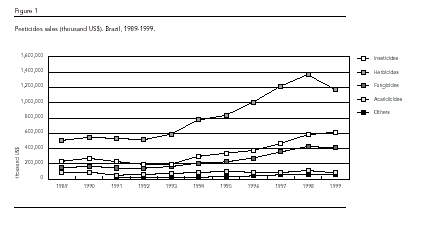 Figure 1
Pesticides sales (thousand US$). Brazil, 1989-1999.
1,600,000
1,400,000
1,200,000
1,000,000
800,000
600,000
400,000
200,000
0
thousand US$
1989 1990 1991 1992 1993 1994 1995 1996 1997 1998 1999
Insecticides
Herbicides
Fungicides
Acaricidcides
Others